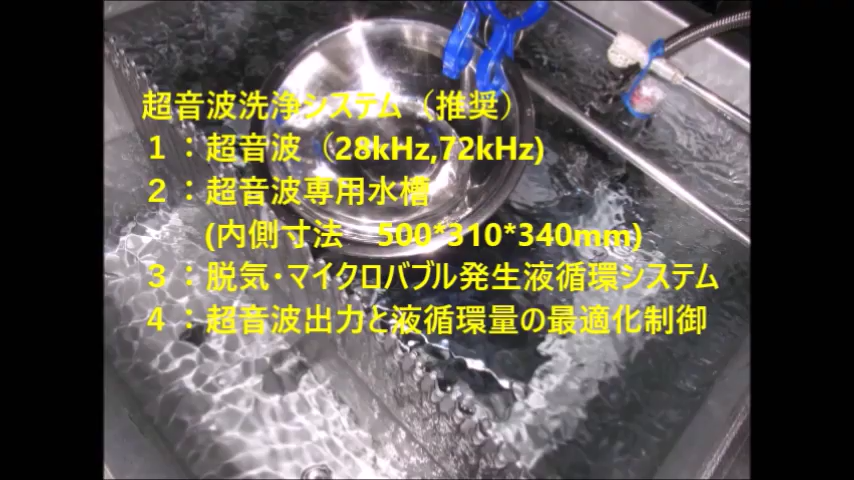 超音波洗浄システム（推奨）
１：超音波（28kHz,72kHz)
２：超音波専用水槽
(内側寸法　500*310*340mm)
３：脱気・マイクロバブル発生液循環システム
４：超音波出力と液循環量の最適化制御